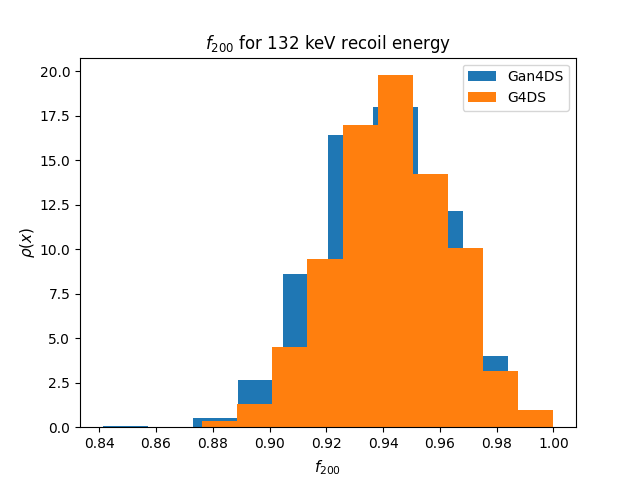 f₂₀₀ for 132 keV recoil energy
Gan4DS
G4DS
20.0
17.5
15.0
12.5
10.0
7.5
5.0
2.5
0.0
ρ(x)
0.84 0.86 0.88 0.90 0.92 0.94 0.96 0.98 1.00
f₂₀₀